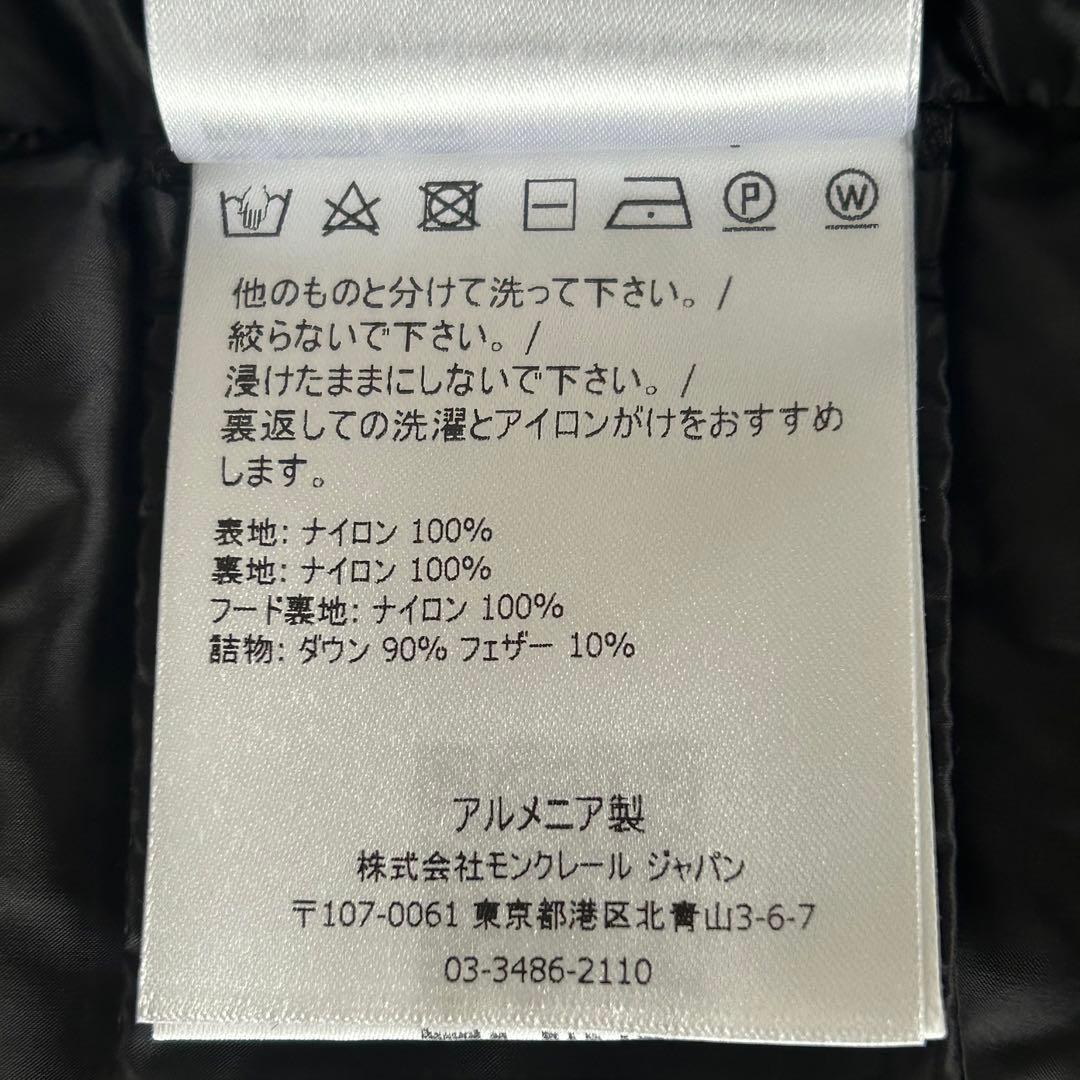 P W
他のものと分けて洗って下さい。/
絞らないで下さい。/
浸けたままにしないで下さい。/
裏返しての洗濯とアイロンがけをおすすめ
します。
表地: ナイロン 100%
裏地: ナイロン 100%
フード裏地: ナイロン 100%
詰物: ダウン 90% フェザー 10%
アルメニア製
株式会社モンクレール ジャパン
〒107-0061 東京都港区北青山3-6-7
03-3486-2110